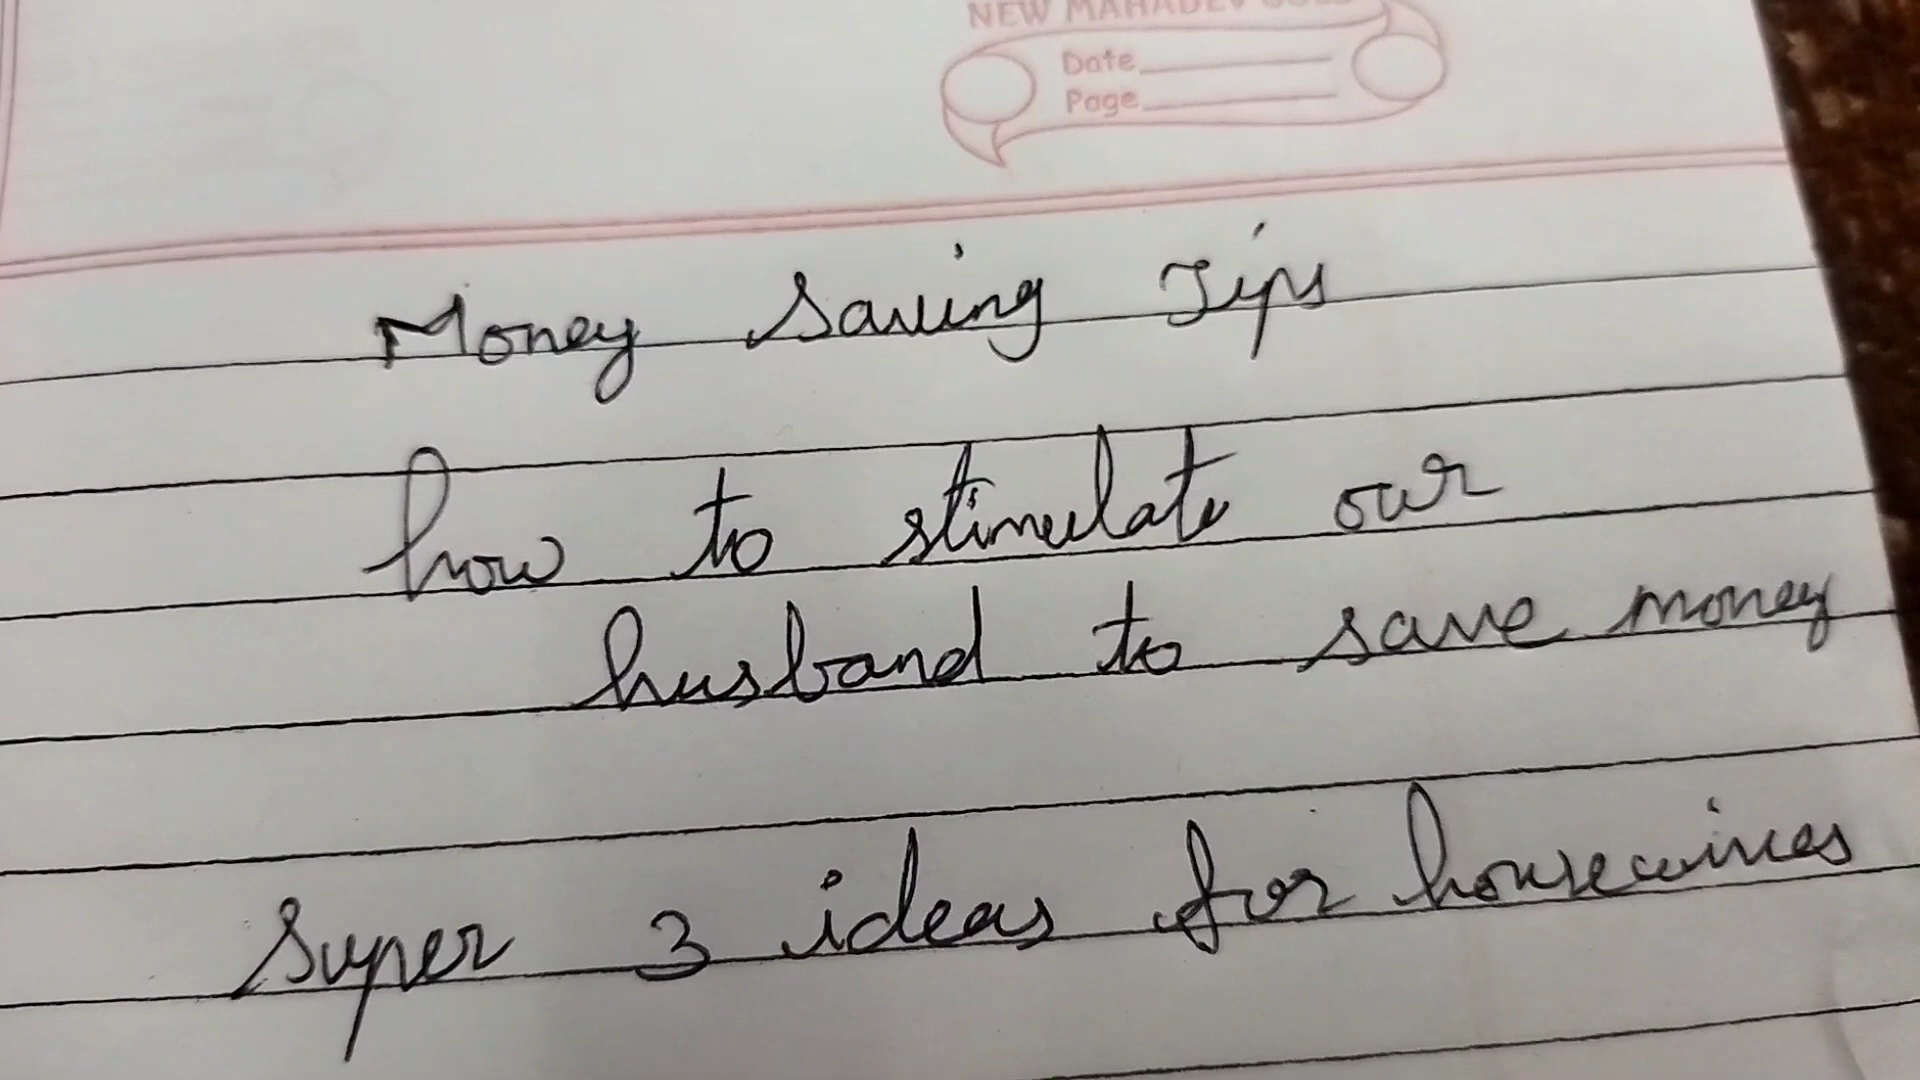 NEW MAHADEV
Date
Page
Money Saving Tips
how to stimulate our
husband to save money
Super 3 ideas for housewives